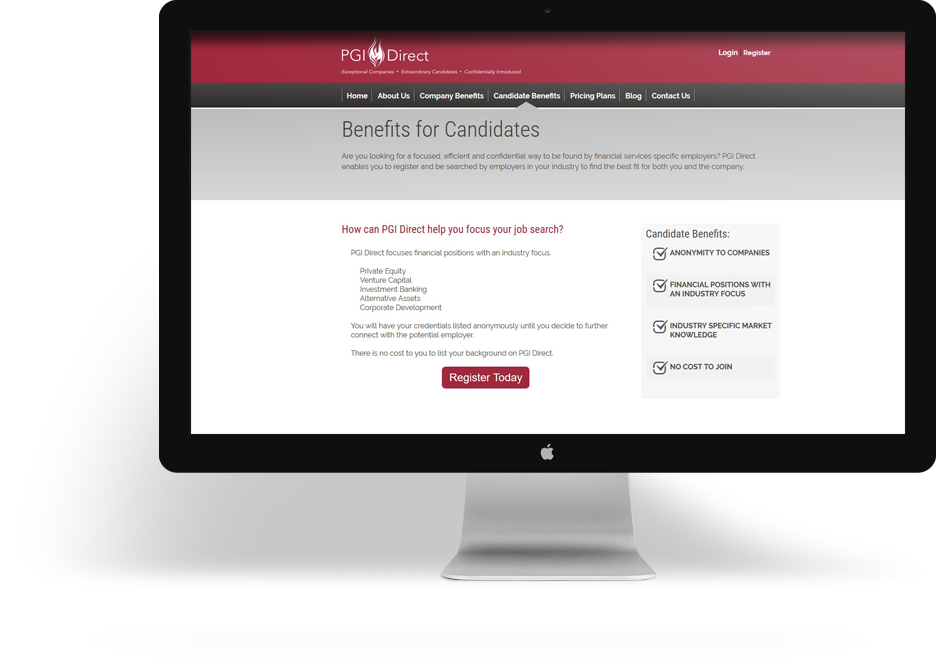 PGI Direct
Exceptional Companies • Extraordinary Candidates • Confidentially Introduced
Login Register
Home About Us Company Benefits Candidate Benefits Pricing Plans Blog Contact Us
Benefits for Candidates
Are you looking for a focused, efficient and confidential way to be found by financial services specific employers? PGI Direct
enables you to register and be searched by employers in your industry to find the best fit for both you and the company.
How can PGI Direct help you focus your job search?
PGI Direct focuses financial positions with an industry focus.
Private Equity
Venture Capital
Investment Banking
Alternative Assets
Corporate Development
You will have your credentials listed anonymously until you decide to further
connect with the potential employer.
There is no cost to you to list your background on PGI Direct.
Register Today
Candidate Benefits:
ANONYMITY TO COMPANIES
FINANCIAL POSITIONS WITH
AN INDUSTRY FOCUS
INDUSTRY SPECIFIC MARKET
KNOWLEDGE
NO COST TO JOIN